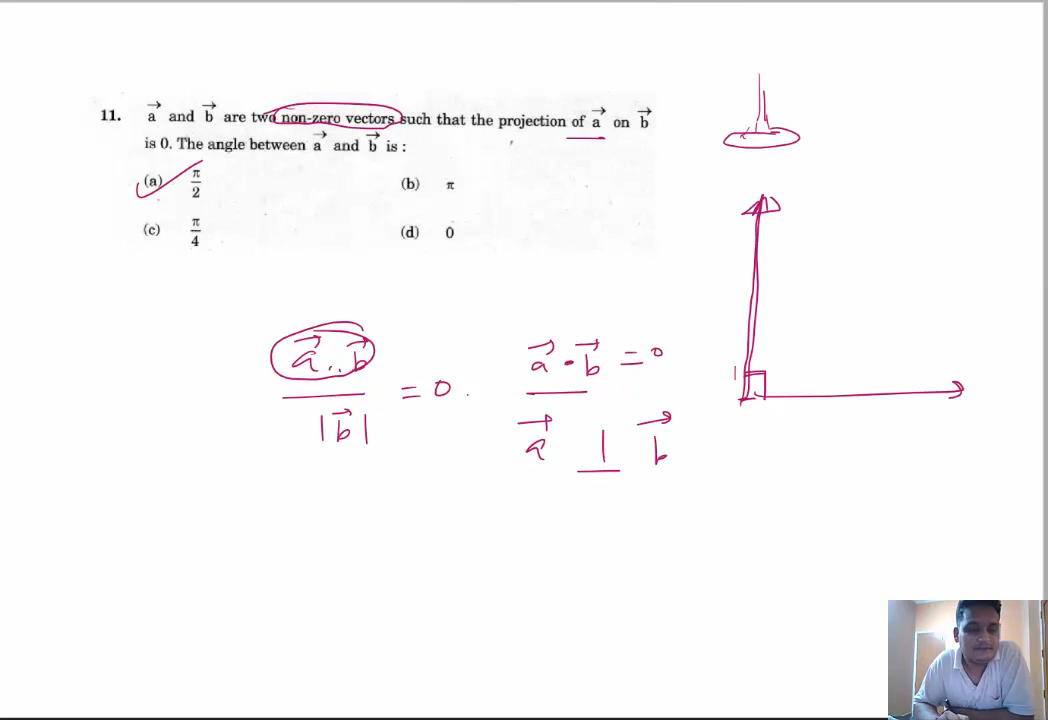 11. a⃗ and b⃗ are two non-zero vectors such that the projection of a⃗ on b⃗
is 0. The angle between a⃗ and b⃗ is :
(a) π/2 (b) π
(c) π/4 (d) 0
a⃗ . b⃗ / |b⃗| = 0 .
a⃗ · b⃗ = 0
a⃗ ⊥ b⃗